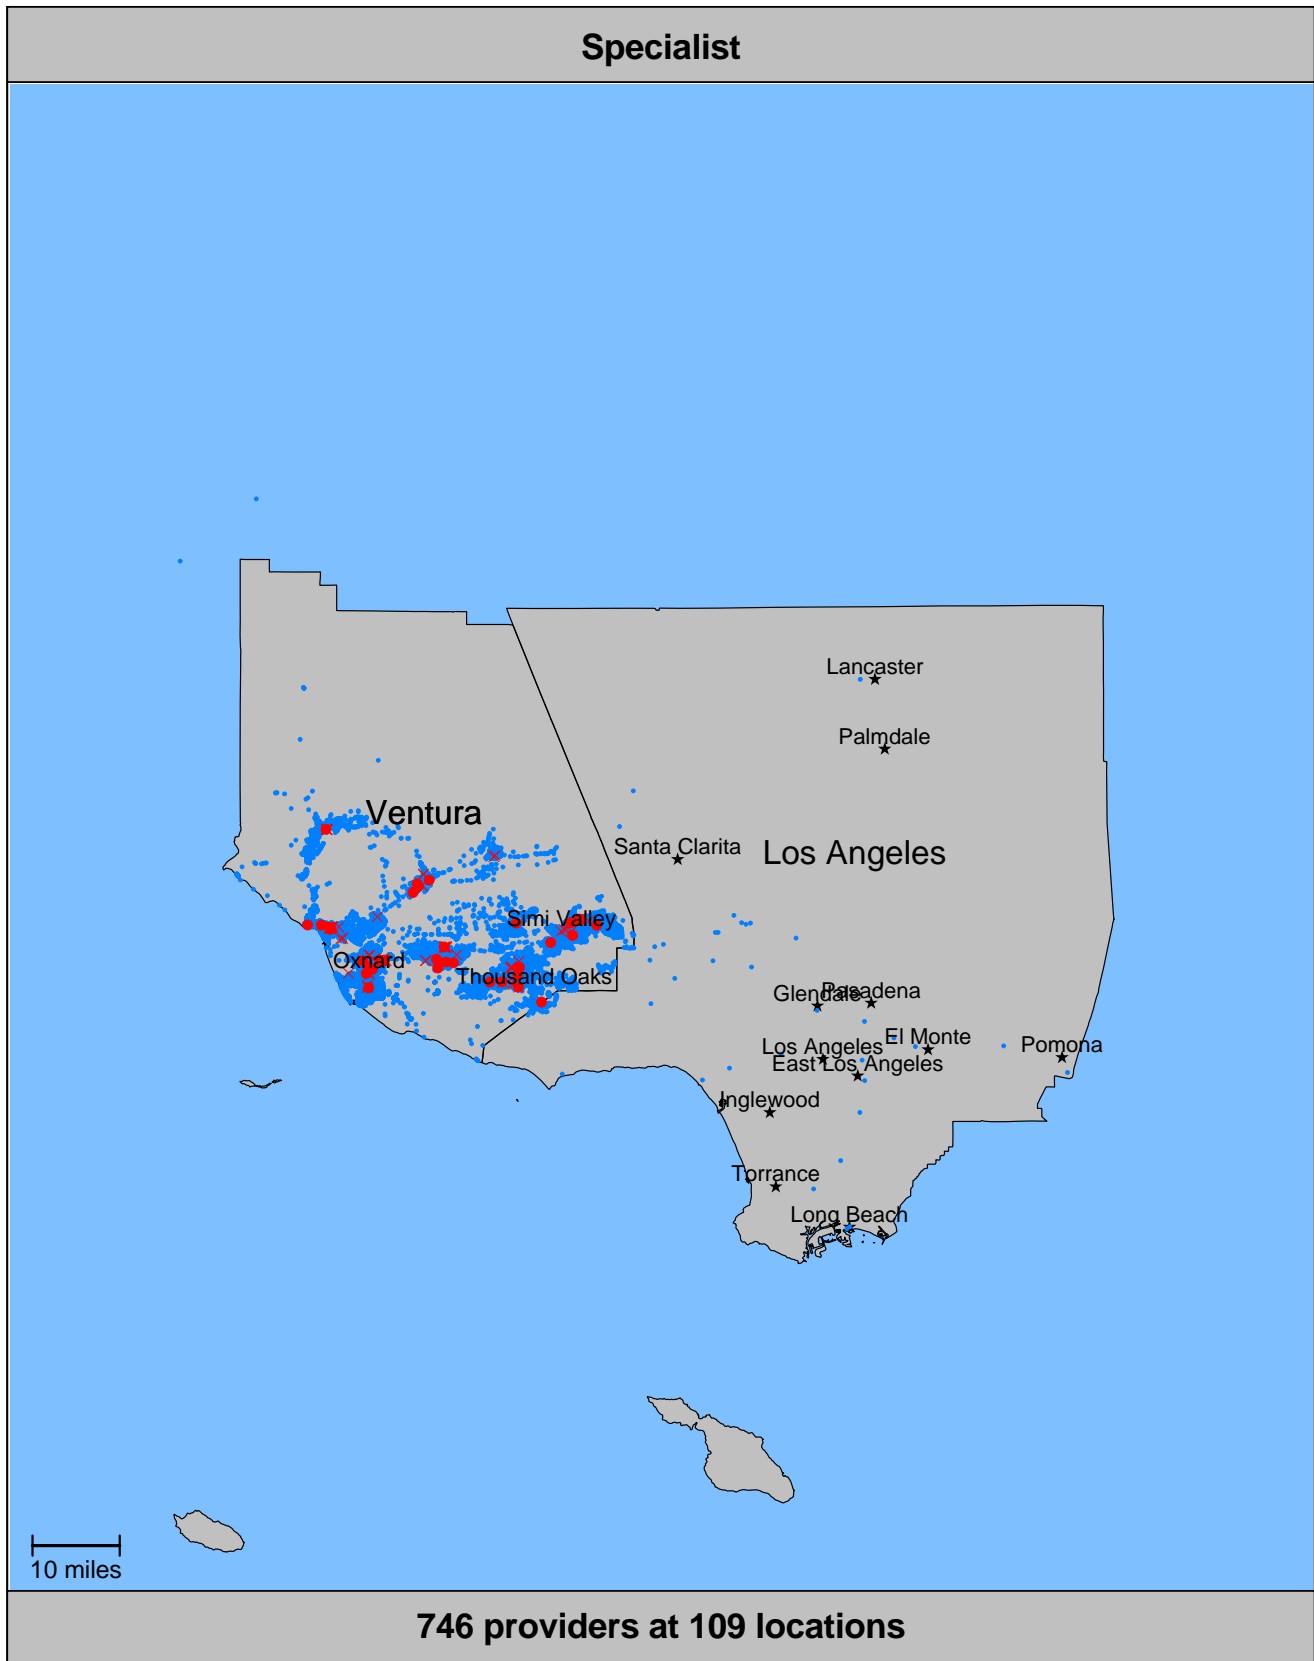 Specialist
Lancaster
Palmdale
Ventura
Santa Clarita
Los Angeles
Simi Valley
Oxnard
Thousand Oaks
Glendale
Pasadena
El Monte
Los Angeles
Pomona
East Los Angeles
Inglewood
Torrance
Long Beach
10 miles
746 providers at 109 locations